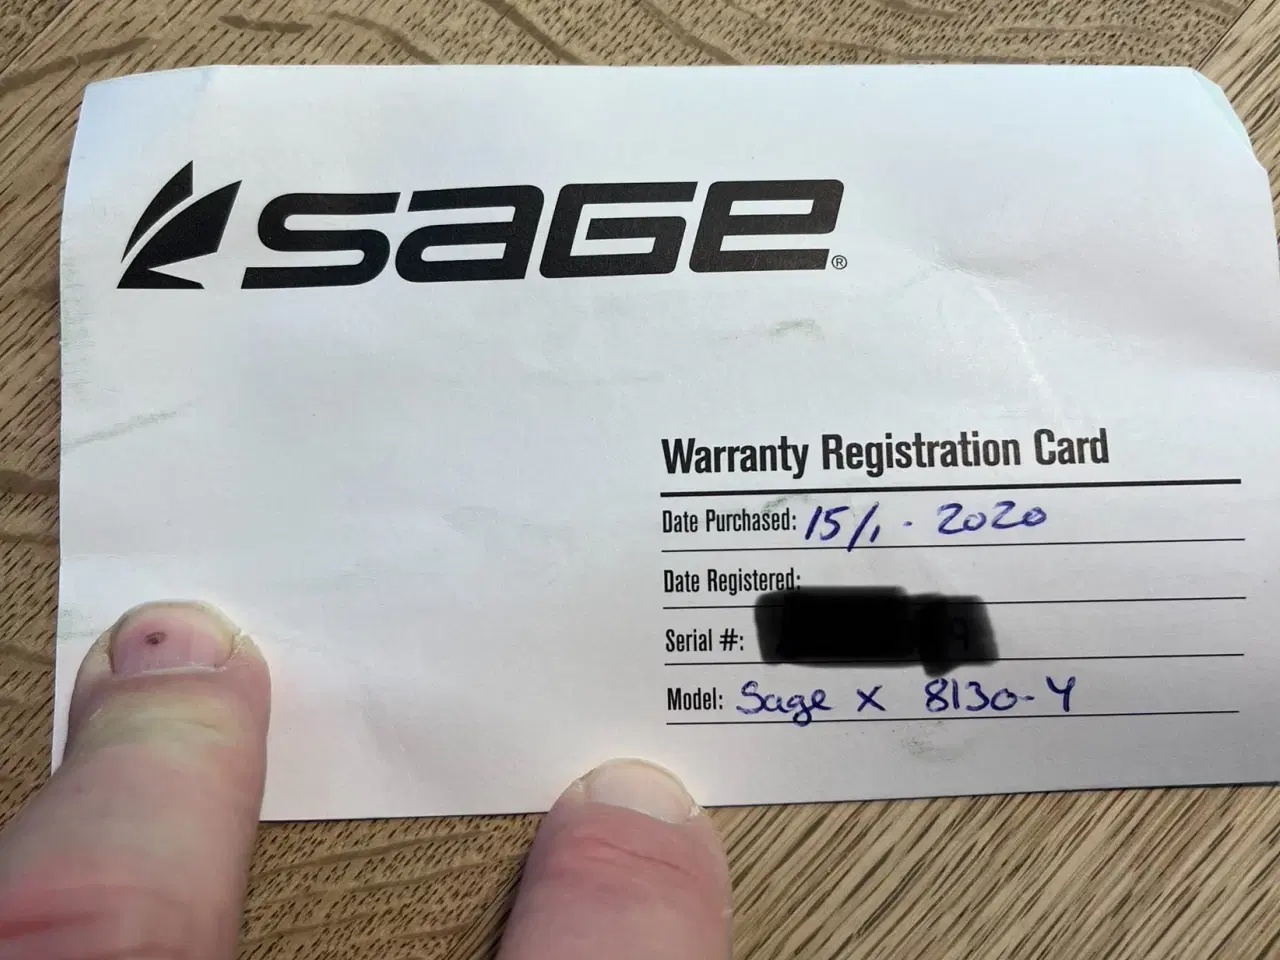 SAGE®
Warranty Registration Card
Date Purchased: 15/1 - 2020
Date Registered:
Serial #:
Model: Sage X 8130-4